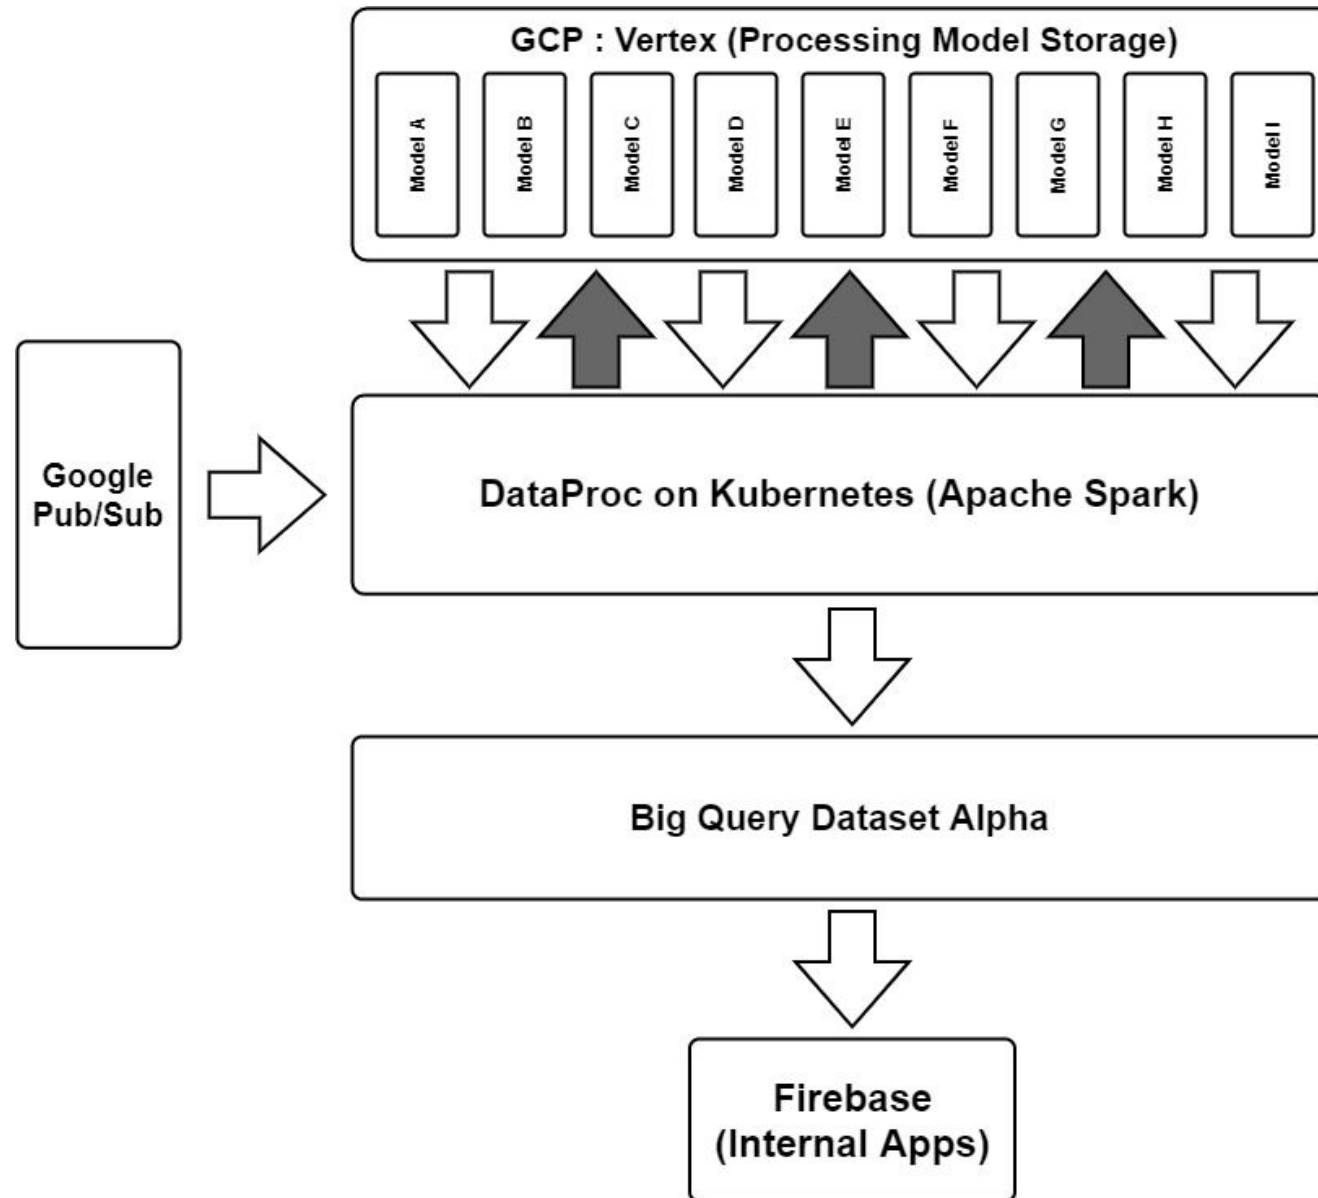 GCP : Vertex (Processing Model Storage)
Model A
Model B
Model C
Model D
Model E
Model F
Model G
Model H
Model I
Google
Pub/Sub
DataProc on Kubernetes (Apache Spark)
Big Query Dataset Alpha
Firebase
(Internal Apps)